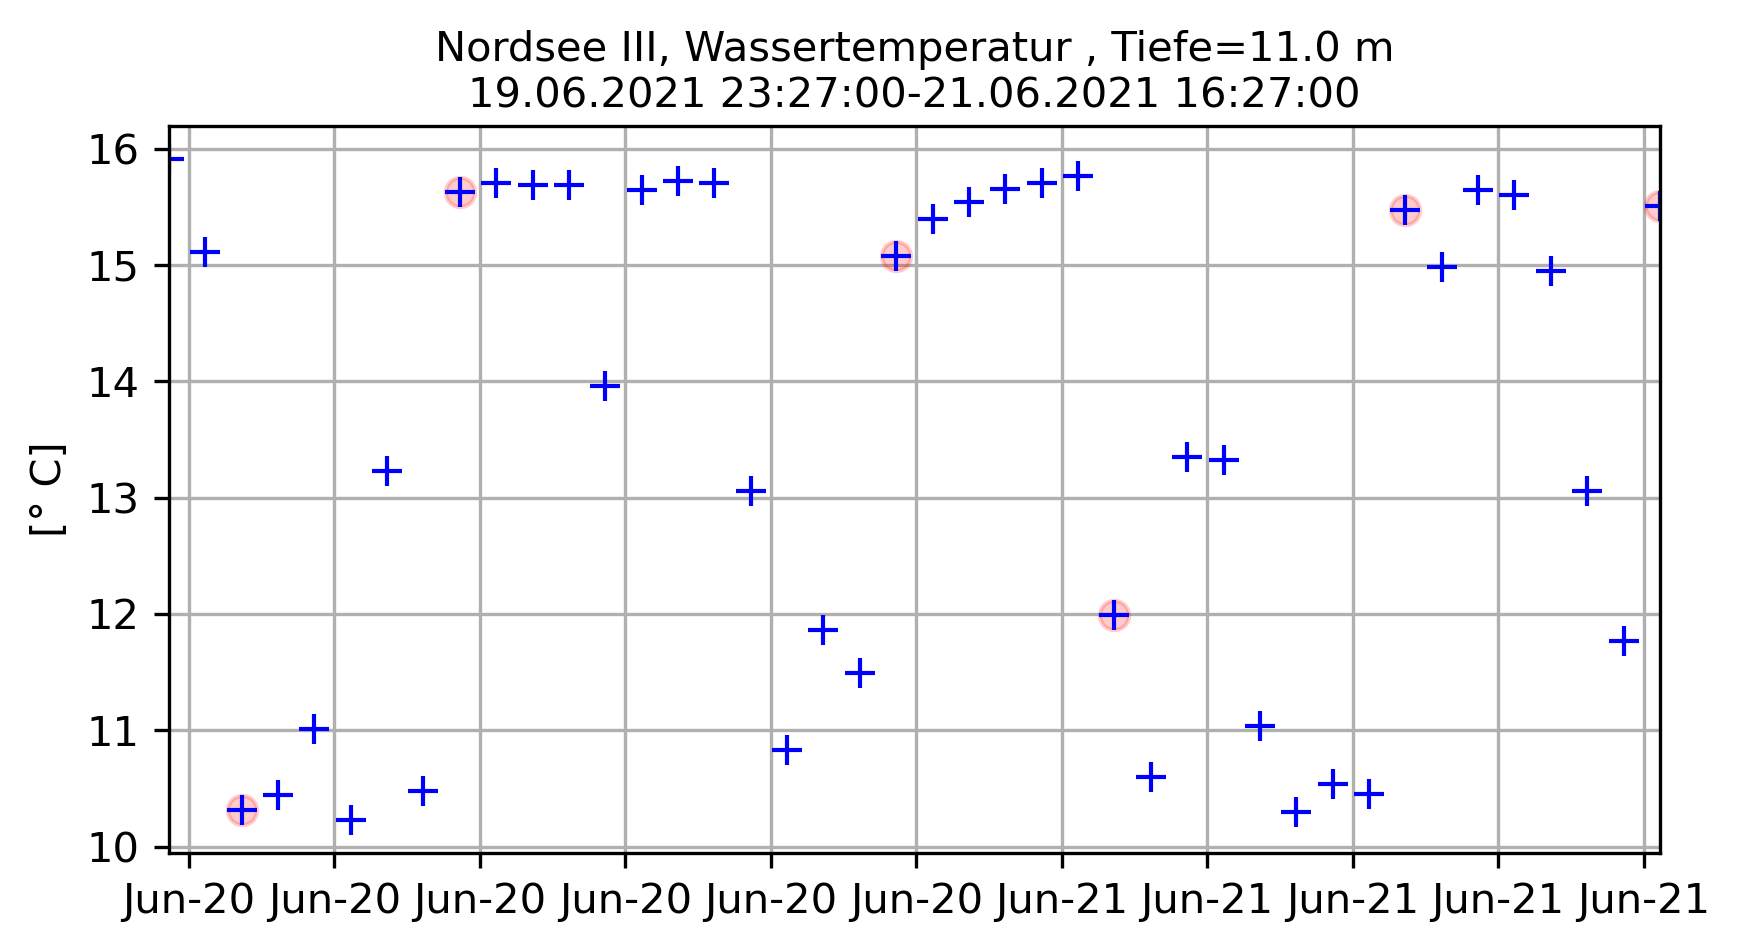 Nordsee III, Wassertemperatur , Tiefe=11.0 m
19.06.2021 23:27:00-21.06.2021 16:27:00
[° C]
16
15
14
13
12
11
10
Jun-20 Jun-20 Jun-20 Jun-20 Jun-20 Jun-20 Jun-21 Jun-21 Jun-21 Jun-21 Jun-21